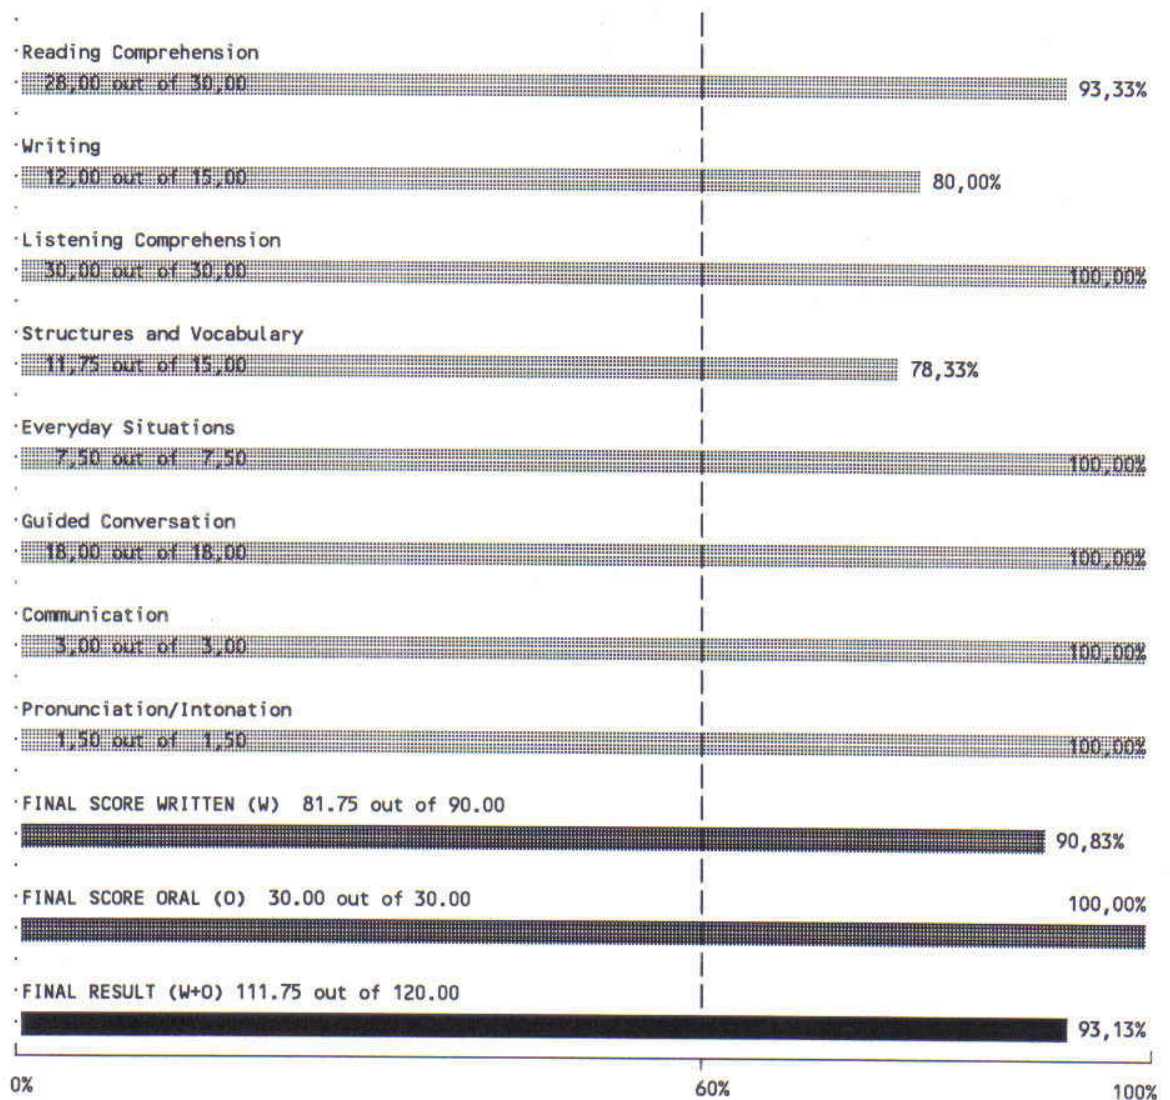 Reading Comprehension
28,00 out of 30,00 93,33%
Writing
12,00 out of 15,00 80,00%
Listening Comprehension
30,00 out of 30,00 100,00%
Structures and Vocabulary
11,75 out of 15,00 78,33%
Everyday Situations
7,50 out of 7,50 100,00%
Guided Conversation
18,00 out of 18,00 100,00%
Communication
3,00 out of 3,00 100,00%
Pronunciation/Intonation
1,50 out of 1,50 100,00%
FINAL SCORE WRITTEN (W) 81.75 out of 90.00
90,83%
FINAL SCORE ORAL (O) 30.00 out of 30.00 100,00%
FINAL RESULT (W+O) 111.75 out of 120.00
93,13%
0% 60% 100%